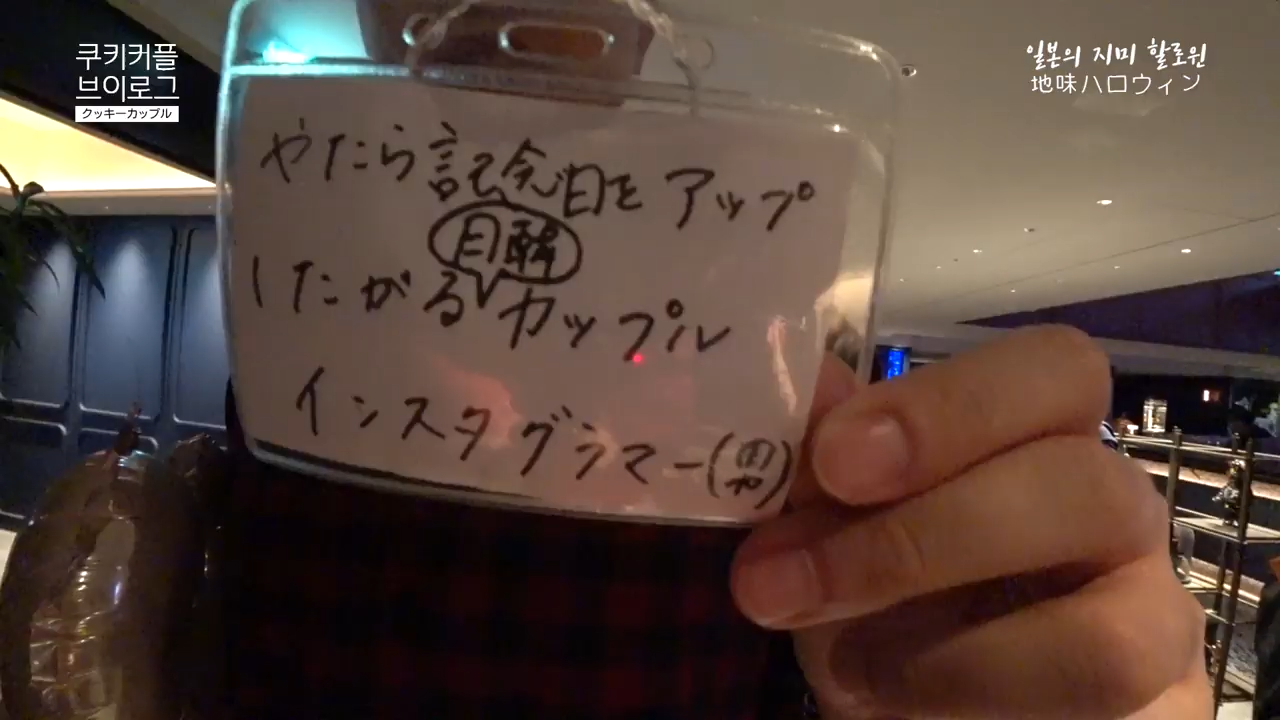 쿠키커플
브이로그
クッキーカップル
일본의 지미 할로윈
地味ハロウィン
やたら記念日をアップ
したがる日韓カップル
インスタグラマー(男)